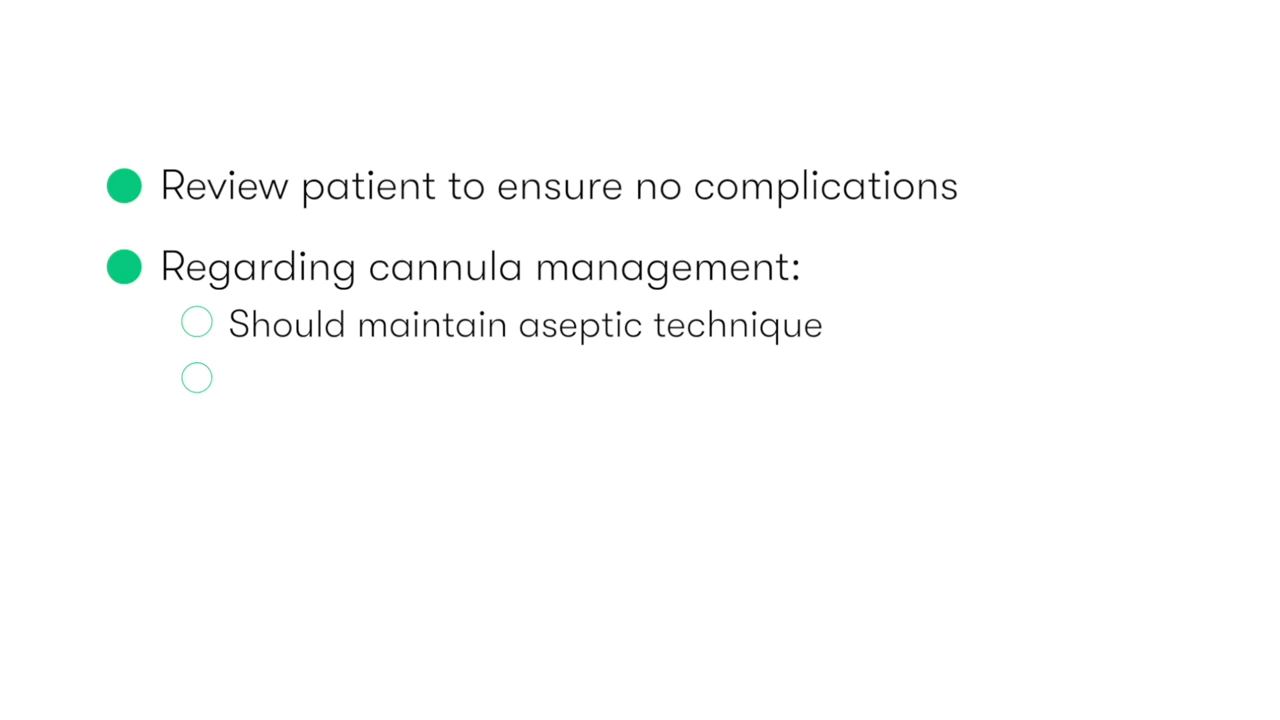 Review patient to ensure no complications
Regarding cannula management:
Should maintain aseptic technique